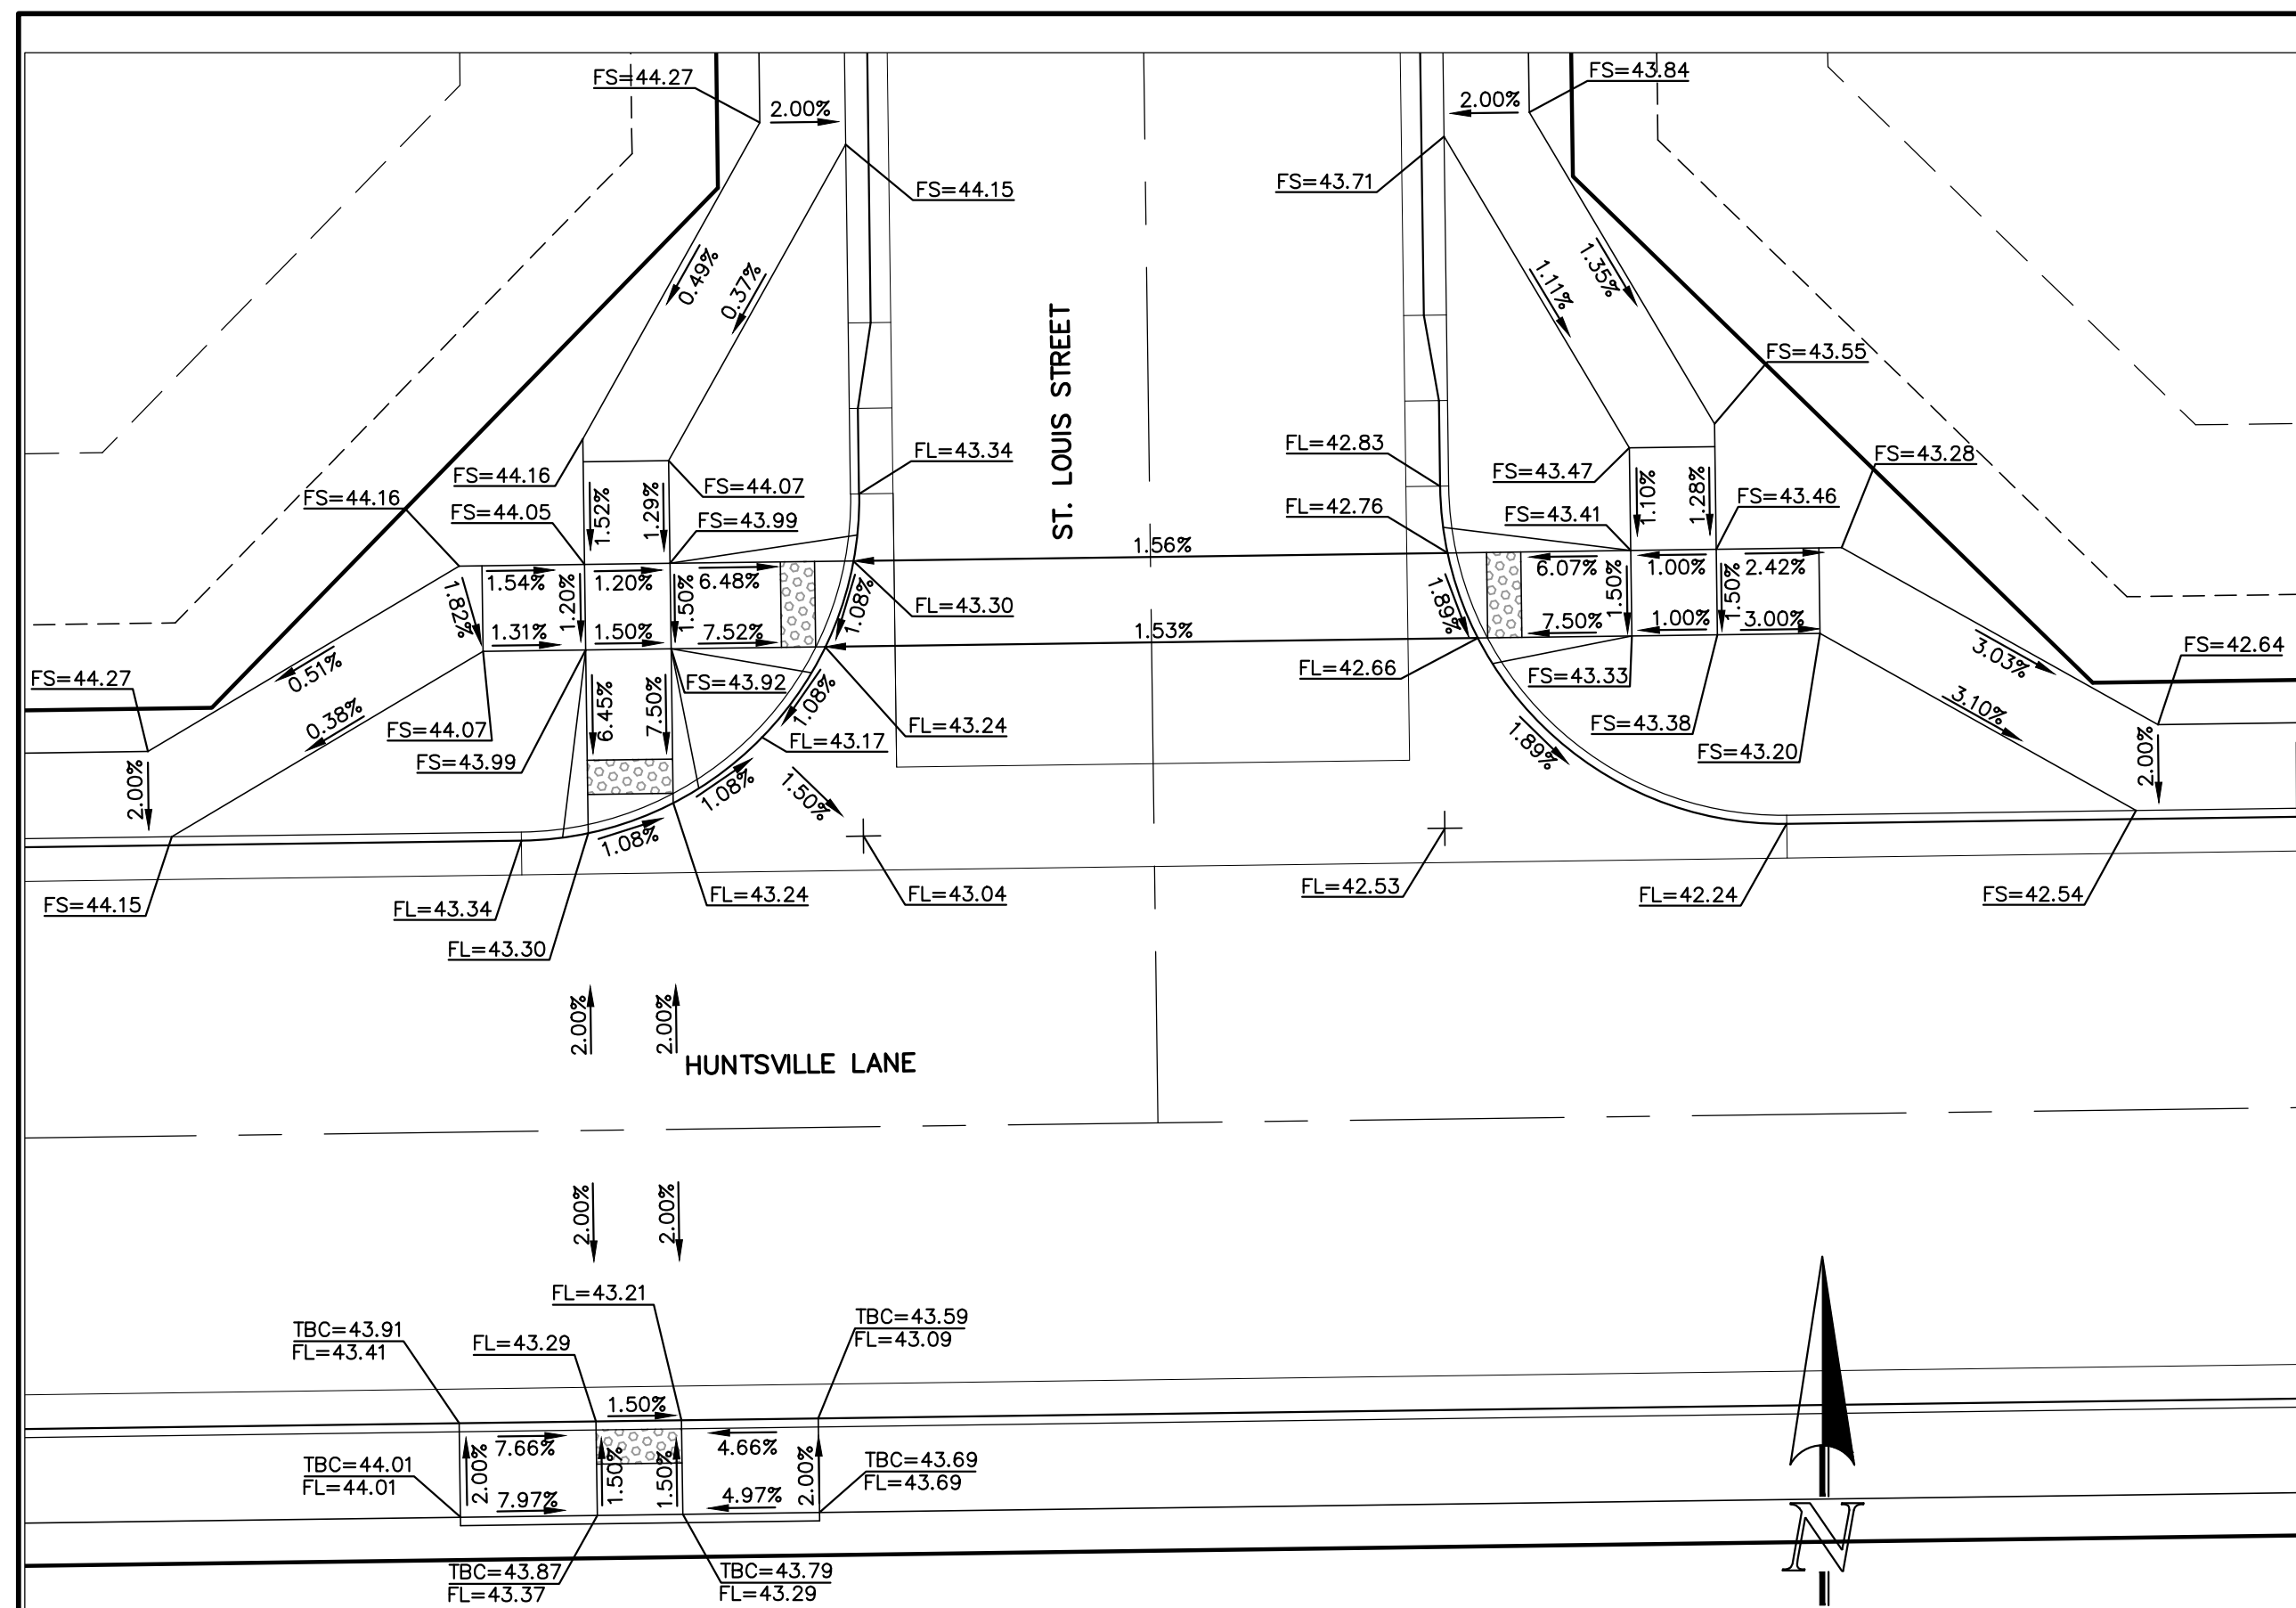 FS=44.27
2.00%
2.00%
FS=43.84
FS=44.15
FS=43.71
0.49%
0.37%
1.11%
1.35%
ST. LOUIS STREET
FS=43.55
FL=43.34
FL=42.83
FS=43.28
FS=44.16
FS=44.16
FS=44.07
FS=43.47
FS=43.46
FS=44.05
FS=43.99
FL=42.76
FS=43.41
1.52%
1.29%
1.10%
1.28%
1.56%
1.54%
1.20%
6.48%
6.07%
1.00%
2.42%
1.82%
1.20%
1.50%
1.08%
FL=43.30
1.89%
1.50%
1.50%
1.31%
1.50%
7.52%
1.53%
7.50%
1.00%
3.00%
FS=44.27
0.51%
FL=42.66
FS=43.33
3.03%
FS=42.64
FS=43.92
6.45%
7.50%
1.08%
0.38%
FS=44.07
FL=43.24
FS=43.38
3.10%
FS=43.99
FL=43.17
1.89%
FS=43.20
2.00%
1.08%
1.50%
2.00%
1.08%
FS=44.15
FL=43.34
FL=43.24
FL=43.04
FL=42.53
FL=42.24
FS=42.54
FL=43.30
2.00%
2.00%
HUNTSVILLE LANE
2.00%
2.00%
FL=43.21
TBC=43.91
FL=43.41
FL=43.29
TBC=43.59
FL=43.09
1.50%
7.66%
4.66%
TBC=44.01
FL=44.01
2.00%
1.50%
1.50%
2.00%
TBC=43.69
FL=43.69
7.97%
4.97%
TBC=43.87
FL=43.37
TBC=43.79
FL=43.29
N